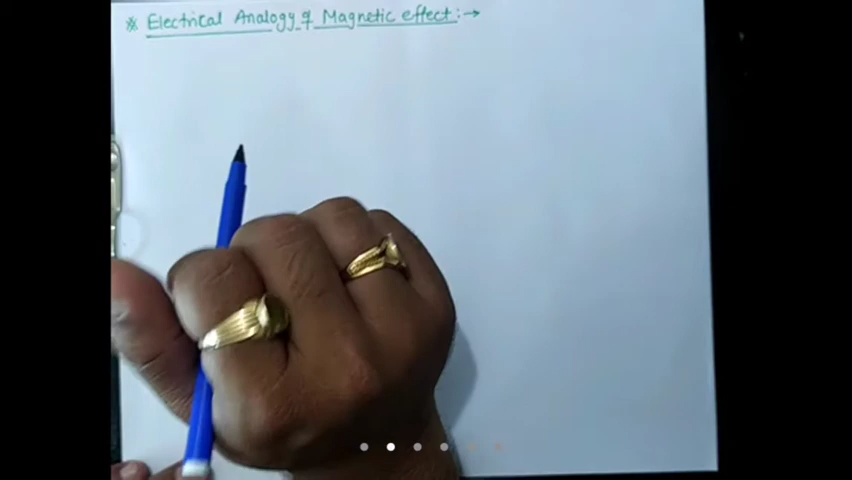 ※ Electrical Analogy of Magnetic effect :→